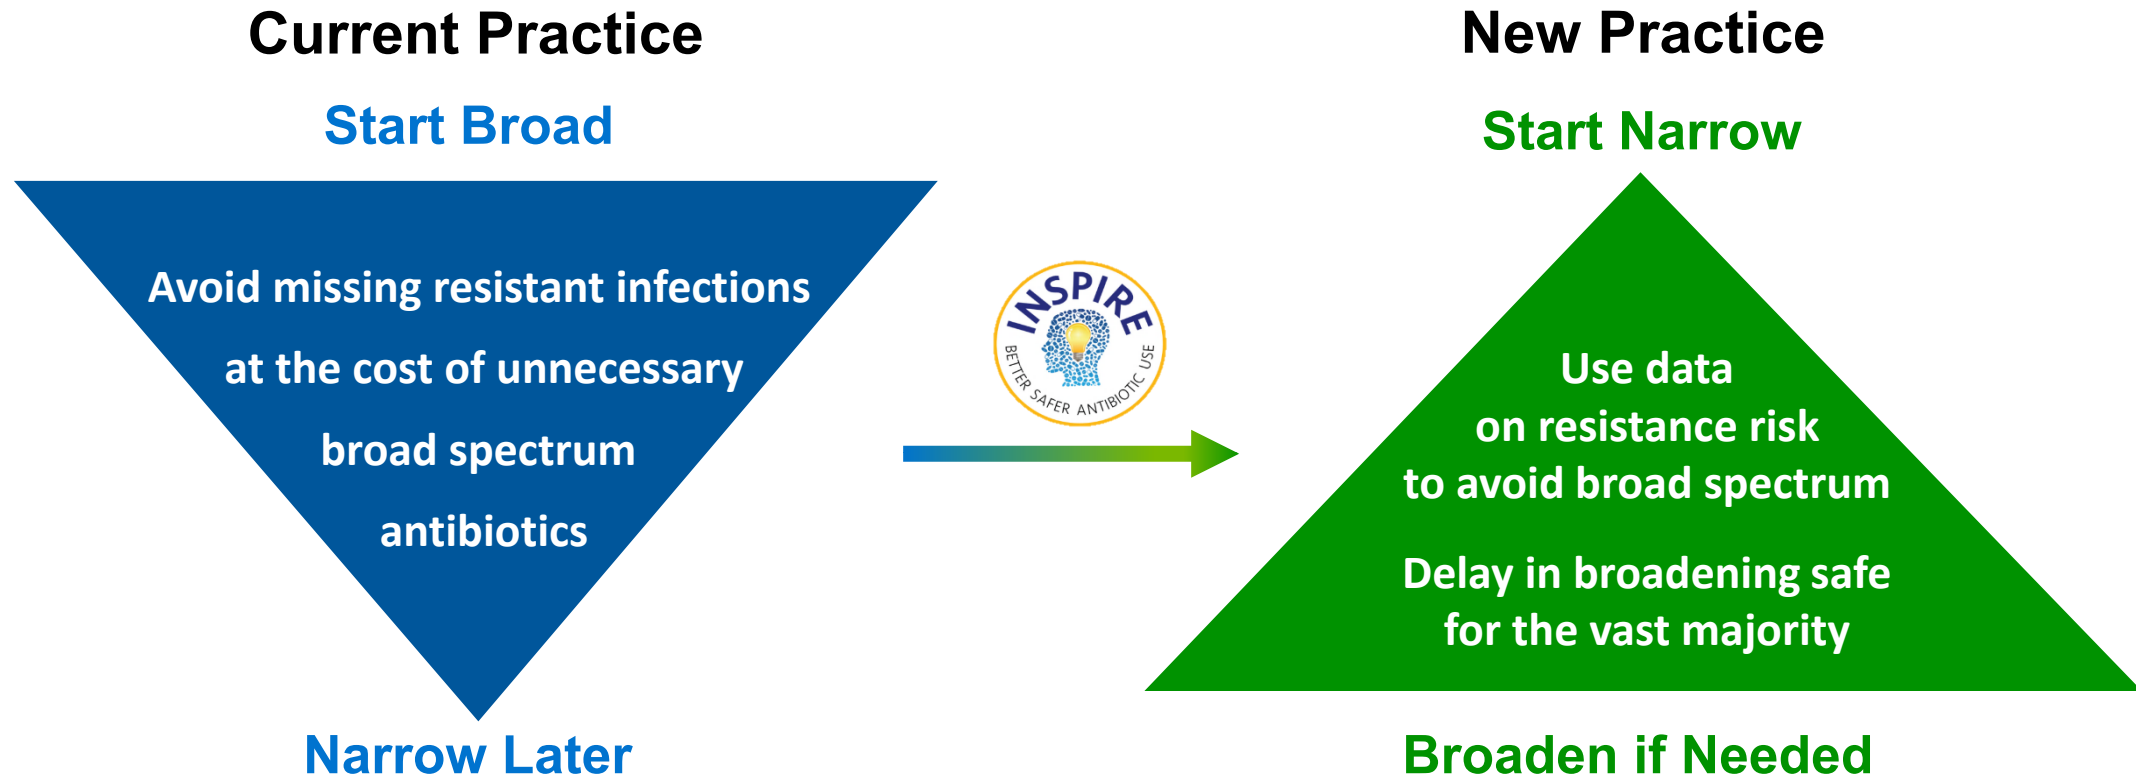 Current Practice
Start Broad
Avoid missing resistant infections
at the cost of unnecessary
broad spectrum
antibiotics
Narrow Later
INSPIRE
BETTER SAFER ANTIBIOTIC USE
New Practice
Start Narrow
Use data
on resistance risk
to avoid broad spectrum
Delay in broadening safe
for the vast majority
Broaden if Needed